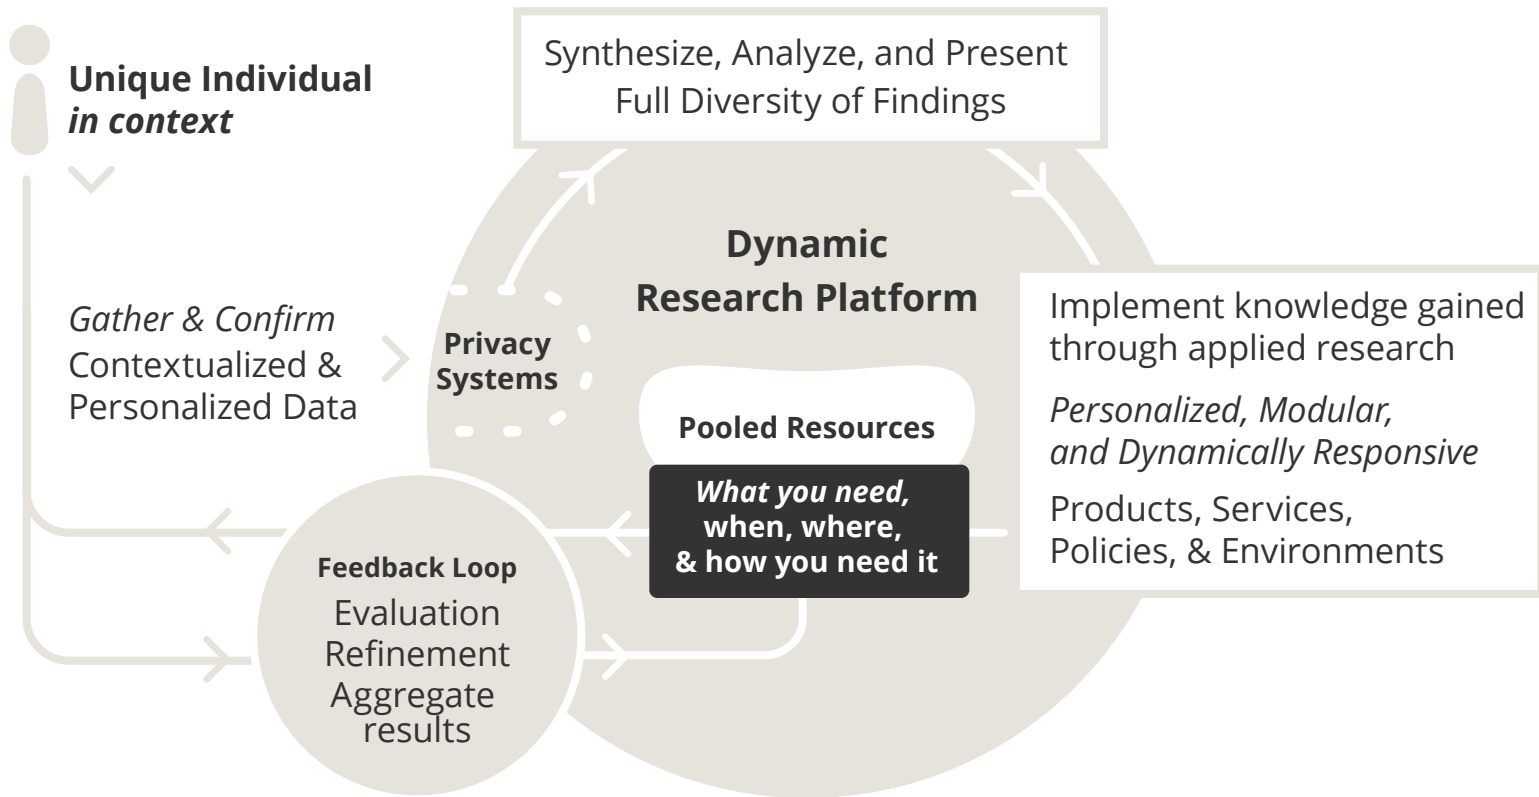 Unique Individual
in context
Synthesize, Analyze, and Present
Full Diversity of Findings
Dynamic
Research Platform
Gather & Confirm
Contextualized &
Personalized Data
Privacy
Systems
Implement knowledge gained
through applied research
Personalized, Modular,
and Dynamically Responsive
Products, Services,
Policies, & Environments
Pooled Resources
What you need,
when, where,
& how you need it
Feedback Loop
Evaluation
Refinement
Aggregate
results